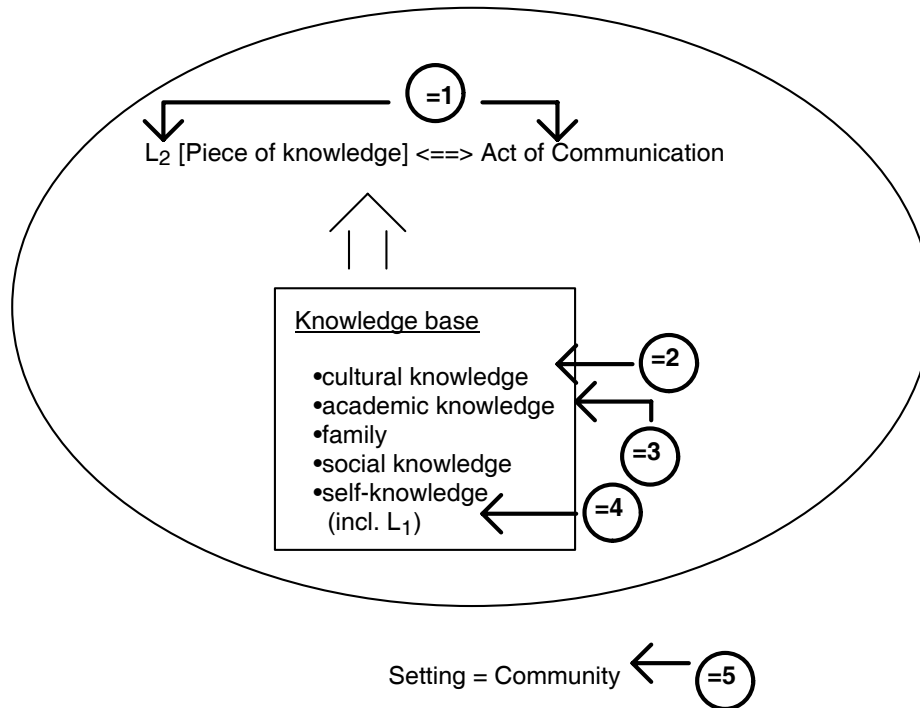 =1
L₂ [Piece of knowledge] <==> Act of Communication
Knowledge base
•cultural knowledge
=2
•academic knowledge
•family
=3
•social knowledge
•self-knowledge
(incl. L₁)
=4
Setting = Community
=5